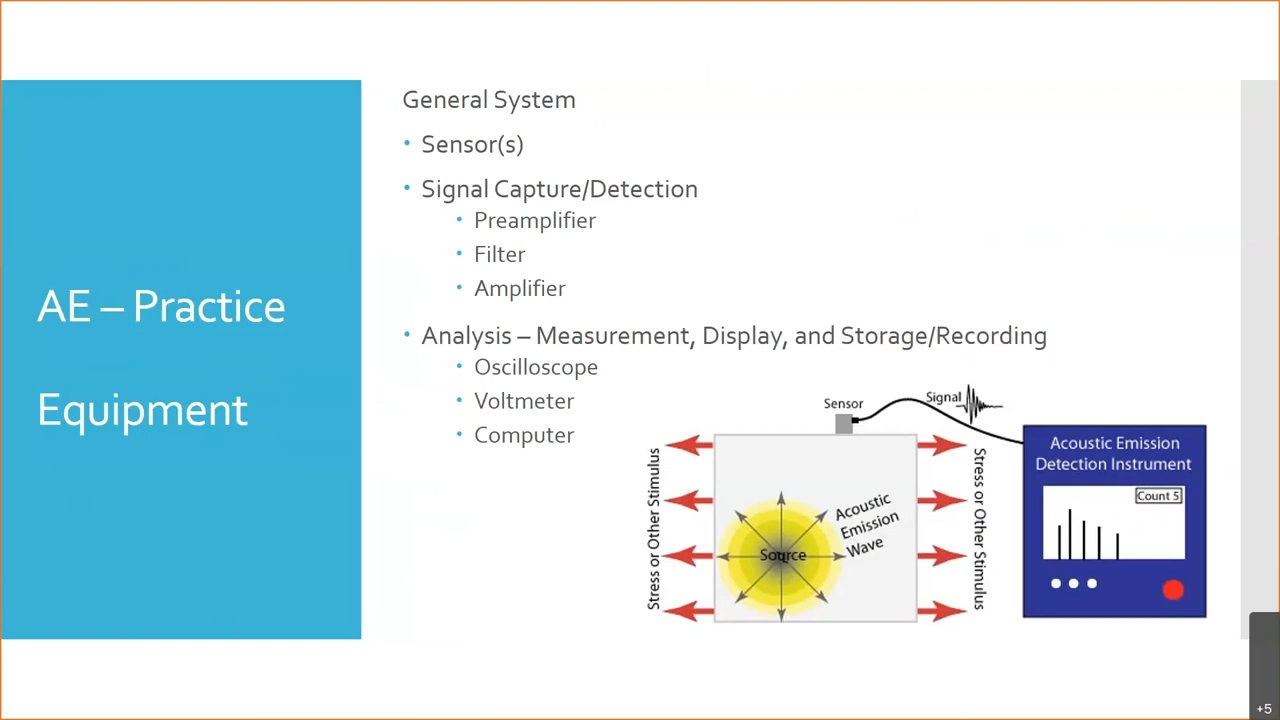 AE – Practice
Equipment
General System
• Sensor(s)
• Signal Capture/Detection
• Preamplifier
• Filter
• Amplifier
• Analysis – Measurement, Display, and Storage/Recording
• Oscilloscope
• Voltmeter
• Computer
Sensor
Signal
Stress or Other Stimulus
Source
Acoustic
Emission
Wave
Stress or Other Stimulus
Acoustic Emission
Detection Instrument
Count 5
+5